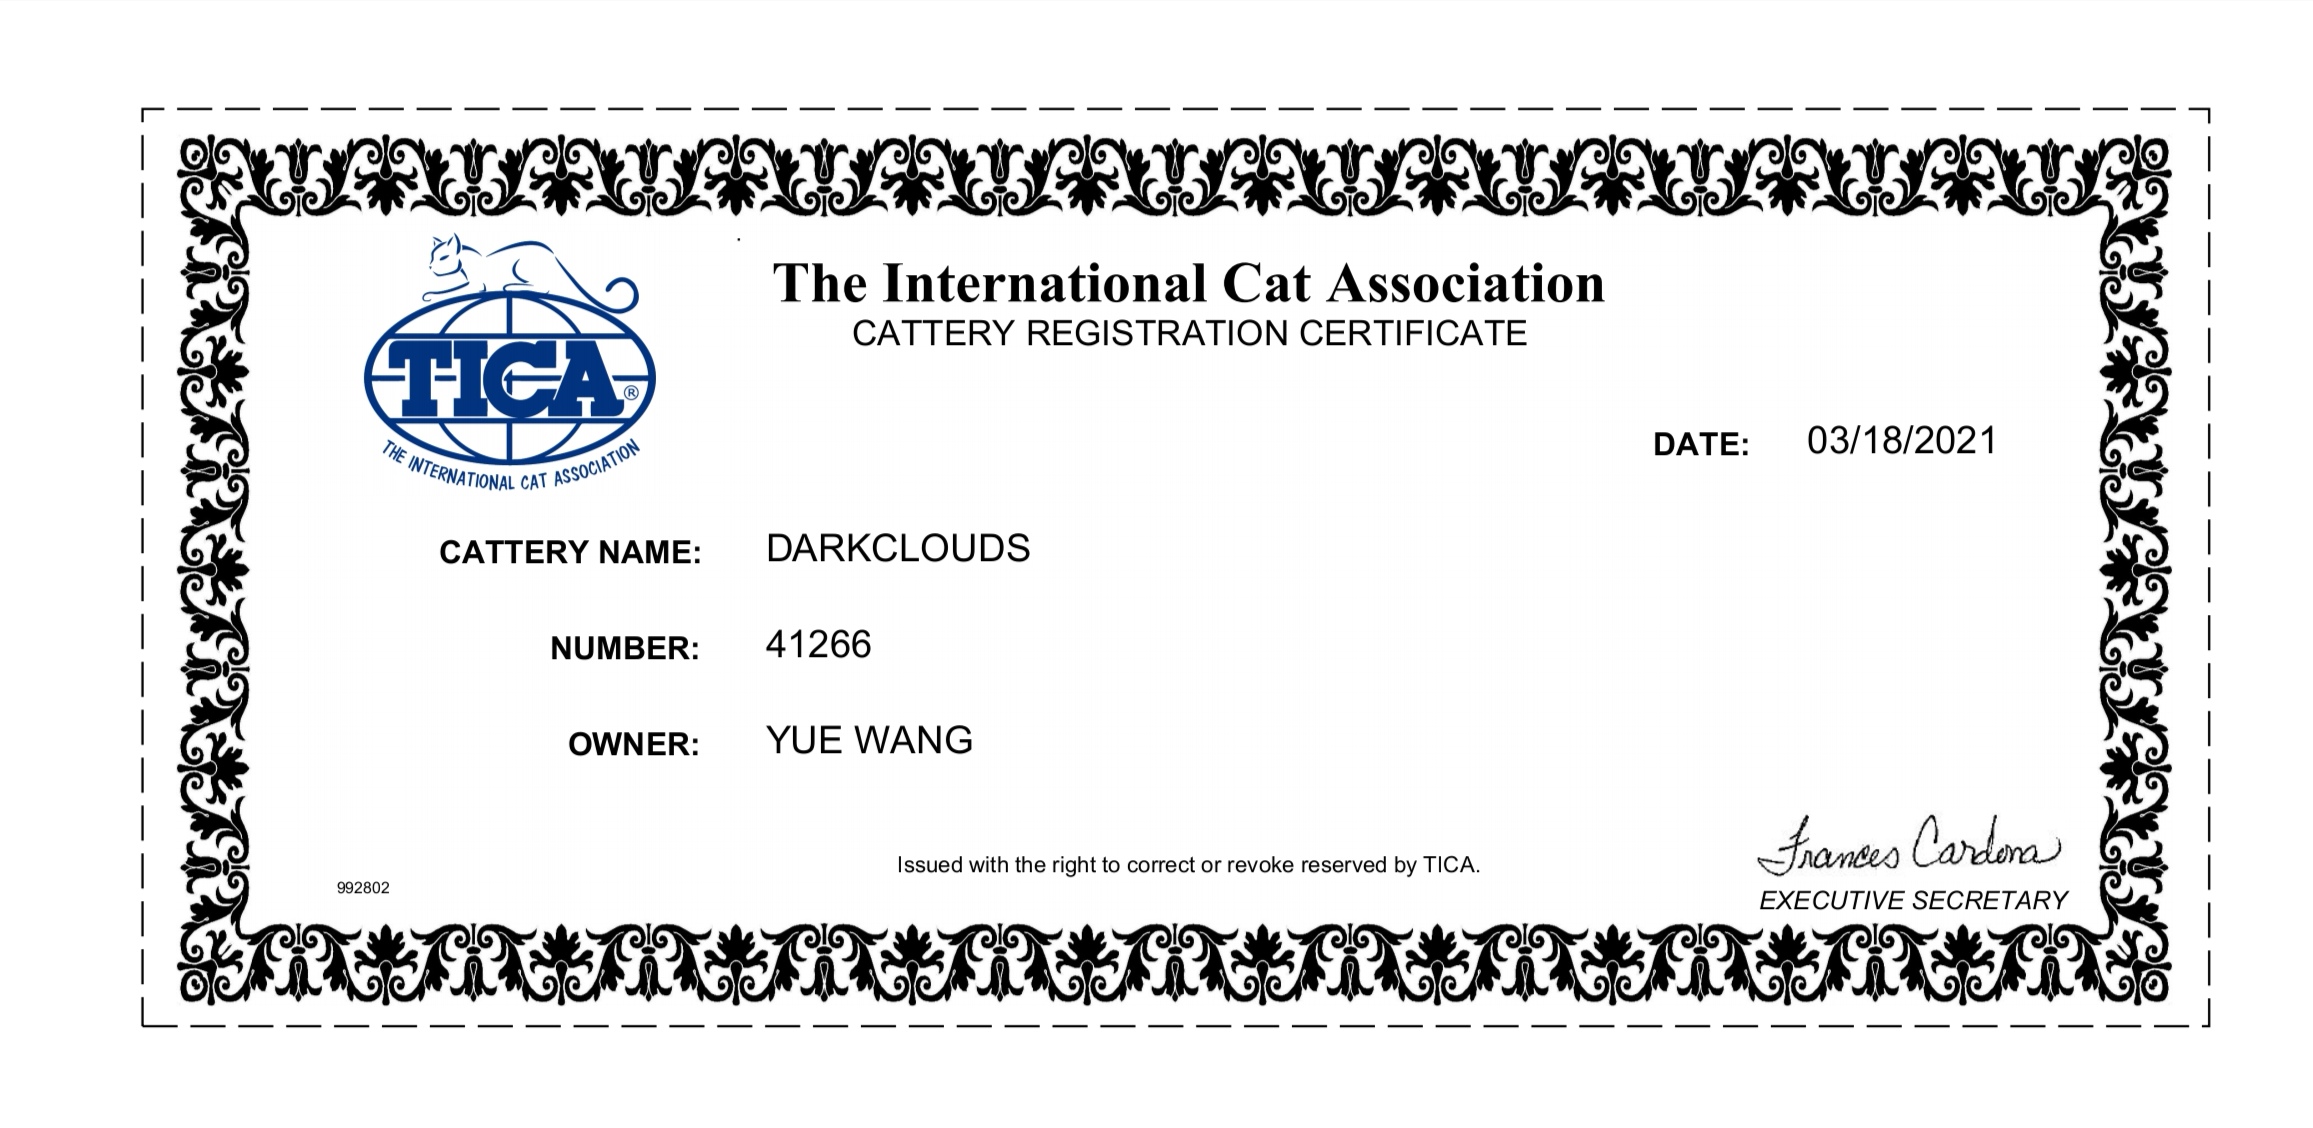 The International Cat Association
CATTERY REGISTRATION CERTIFICATE
TICA®
THE INTERNATIONAL CAT ASSOCIATION
DATE: 03/18/2021
CATTERY NAME: DARKCLOUDS
NUMBER: 41266
OWNER: YUE WANG
Frances Cardona
Issued with the right to correct or revoke reserved by TICA.
992802
EXECUTIVE SECRETARY